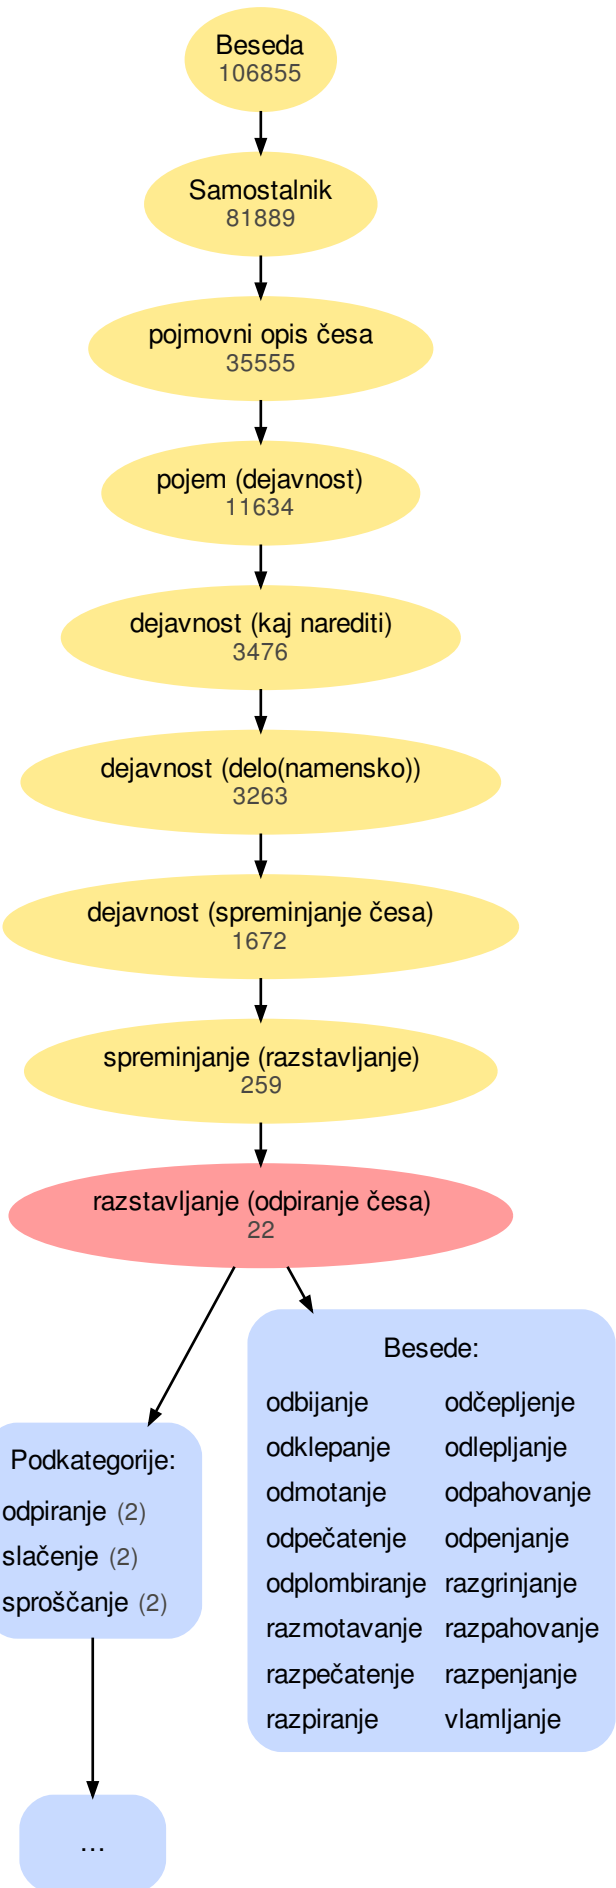 Beseda
106855
Samostalnik
81889
pojmovni opis česa
35555
pojem (dejavnost)
11634
dejavnost (kaj narediti)
3476
dejavnost (delo(namensko))
3263
dejavnost (spreminjanje česa)
1672
spreminjanje (razstavljanje)
259
razstavljanje (odpiranje česa)
22
Podkategorije:
odpiranje (2)
slačenje (2)
sproščanje (2)
...
Besede:
odbijanje odčepljenje
odklepanje odlepljanje
odmotanje odpahovanje
odpečatenje odpenjanje
odplombiranje razgrinjanje
razmotavanje razpahovanje
razpečatenje razpenjanje
razpiranje vlamljanje